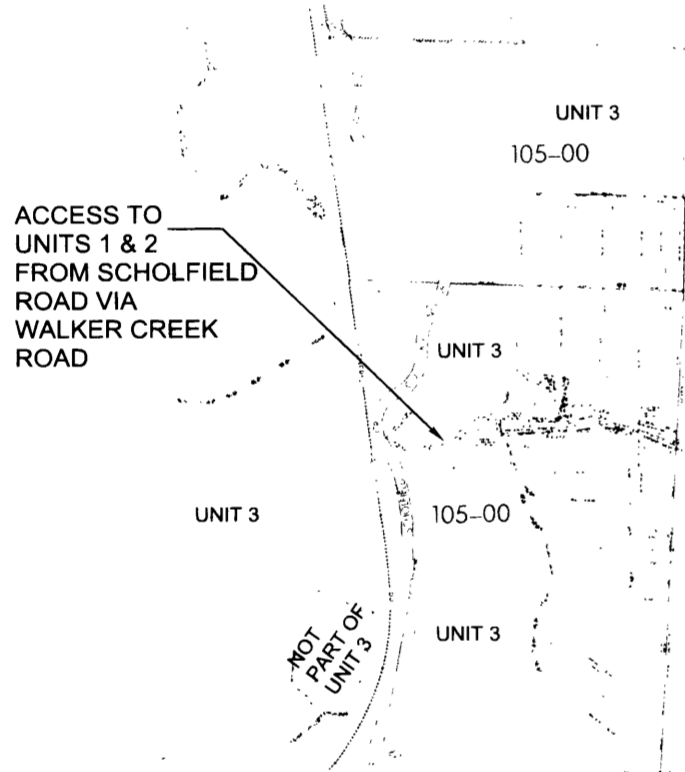 UNIT 3
105-00
ACCESS TO
UNITS 1 & 2
FROM SCHOLFIELD
ROAD VIA
WALKER CREEK
ROAD
UNIT 3
UNIT 3
105-00
NOT
PART OF
UNIT 3
UNIT 3